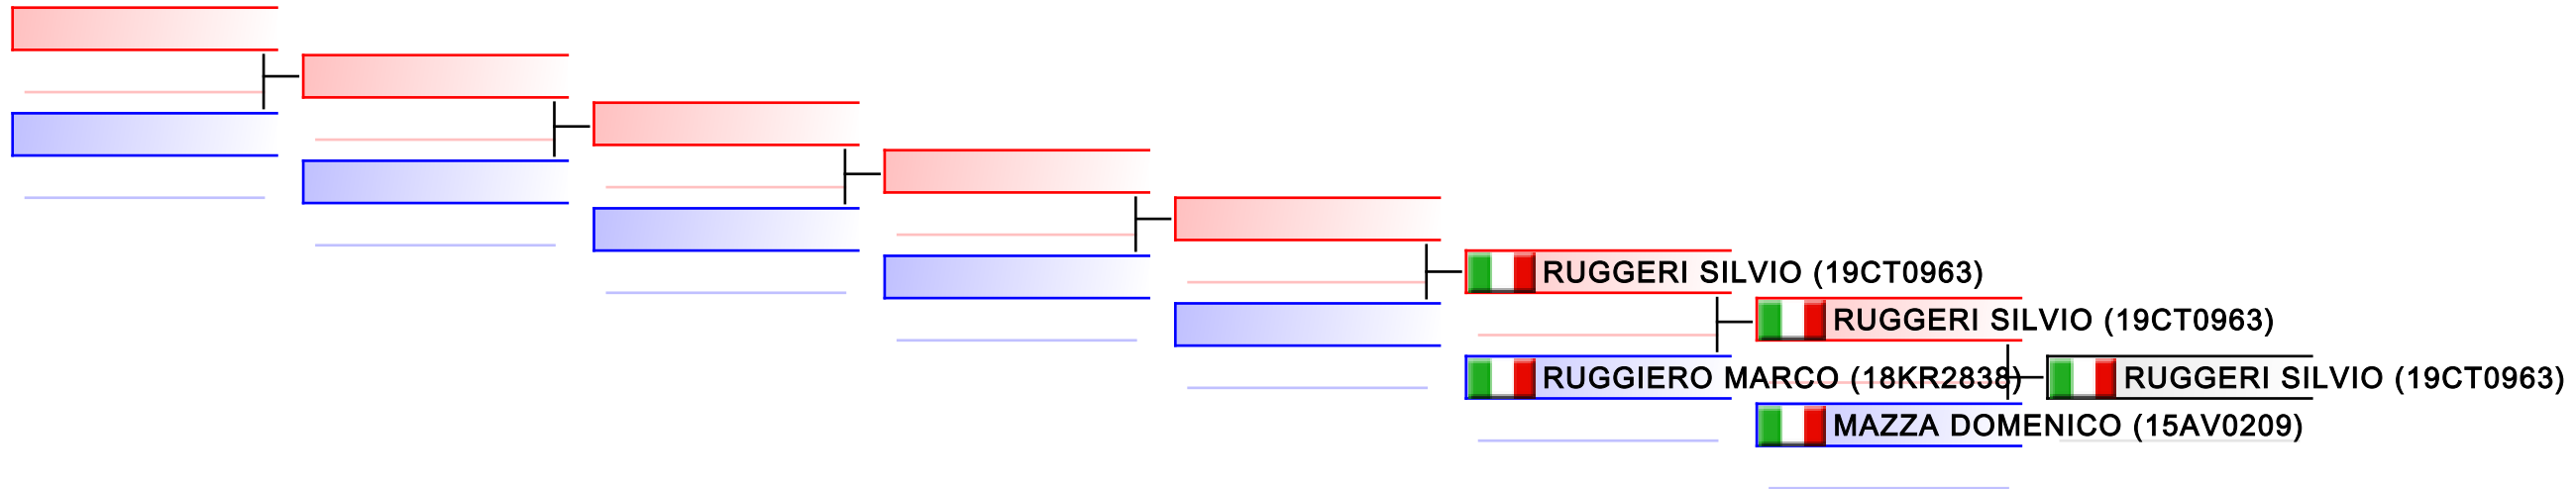 RUGGERI SILVIO (19CT0963)
RUGGERI SILVIO (19CT0963)
RUGGIERO MARCO (18KR2838)
RUGGERI SILVIO (19CT0963)
MAZZA DOMENICO (15AV0209)